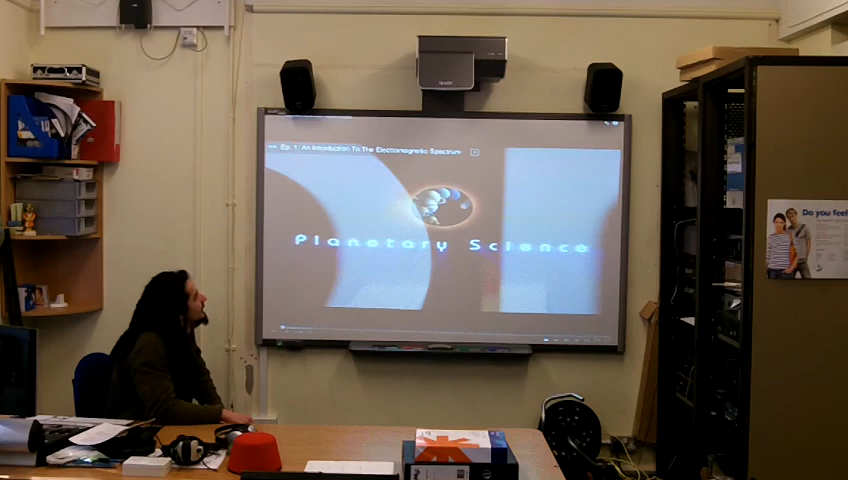 Ep. 1: An Introduction To The Electromagnetic Spectrum
Planetary Science
Do you feel